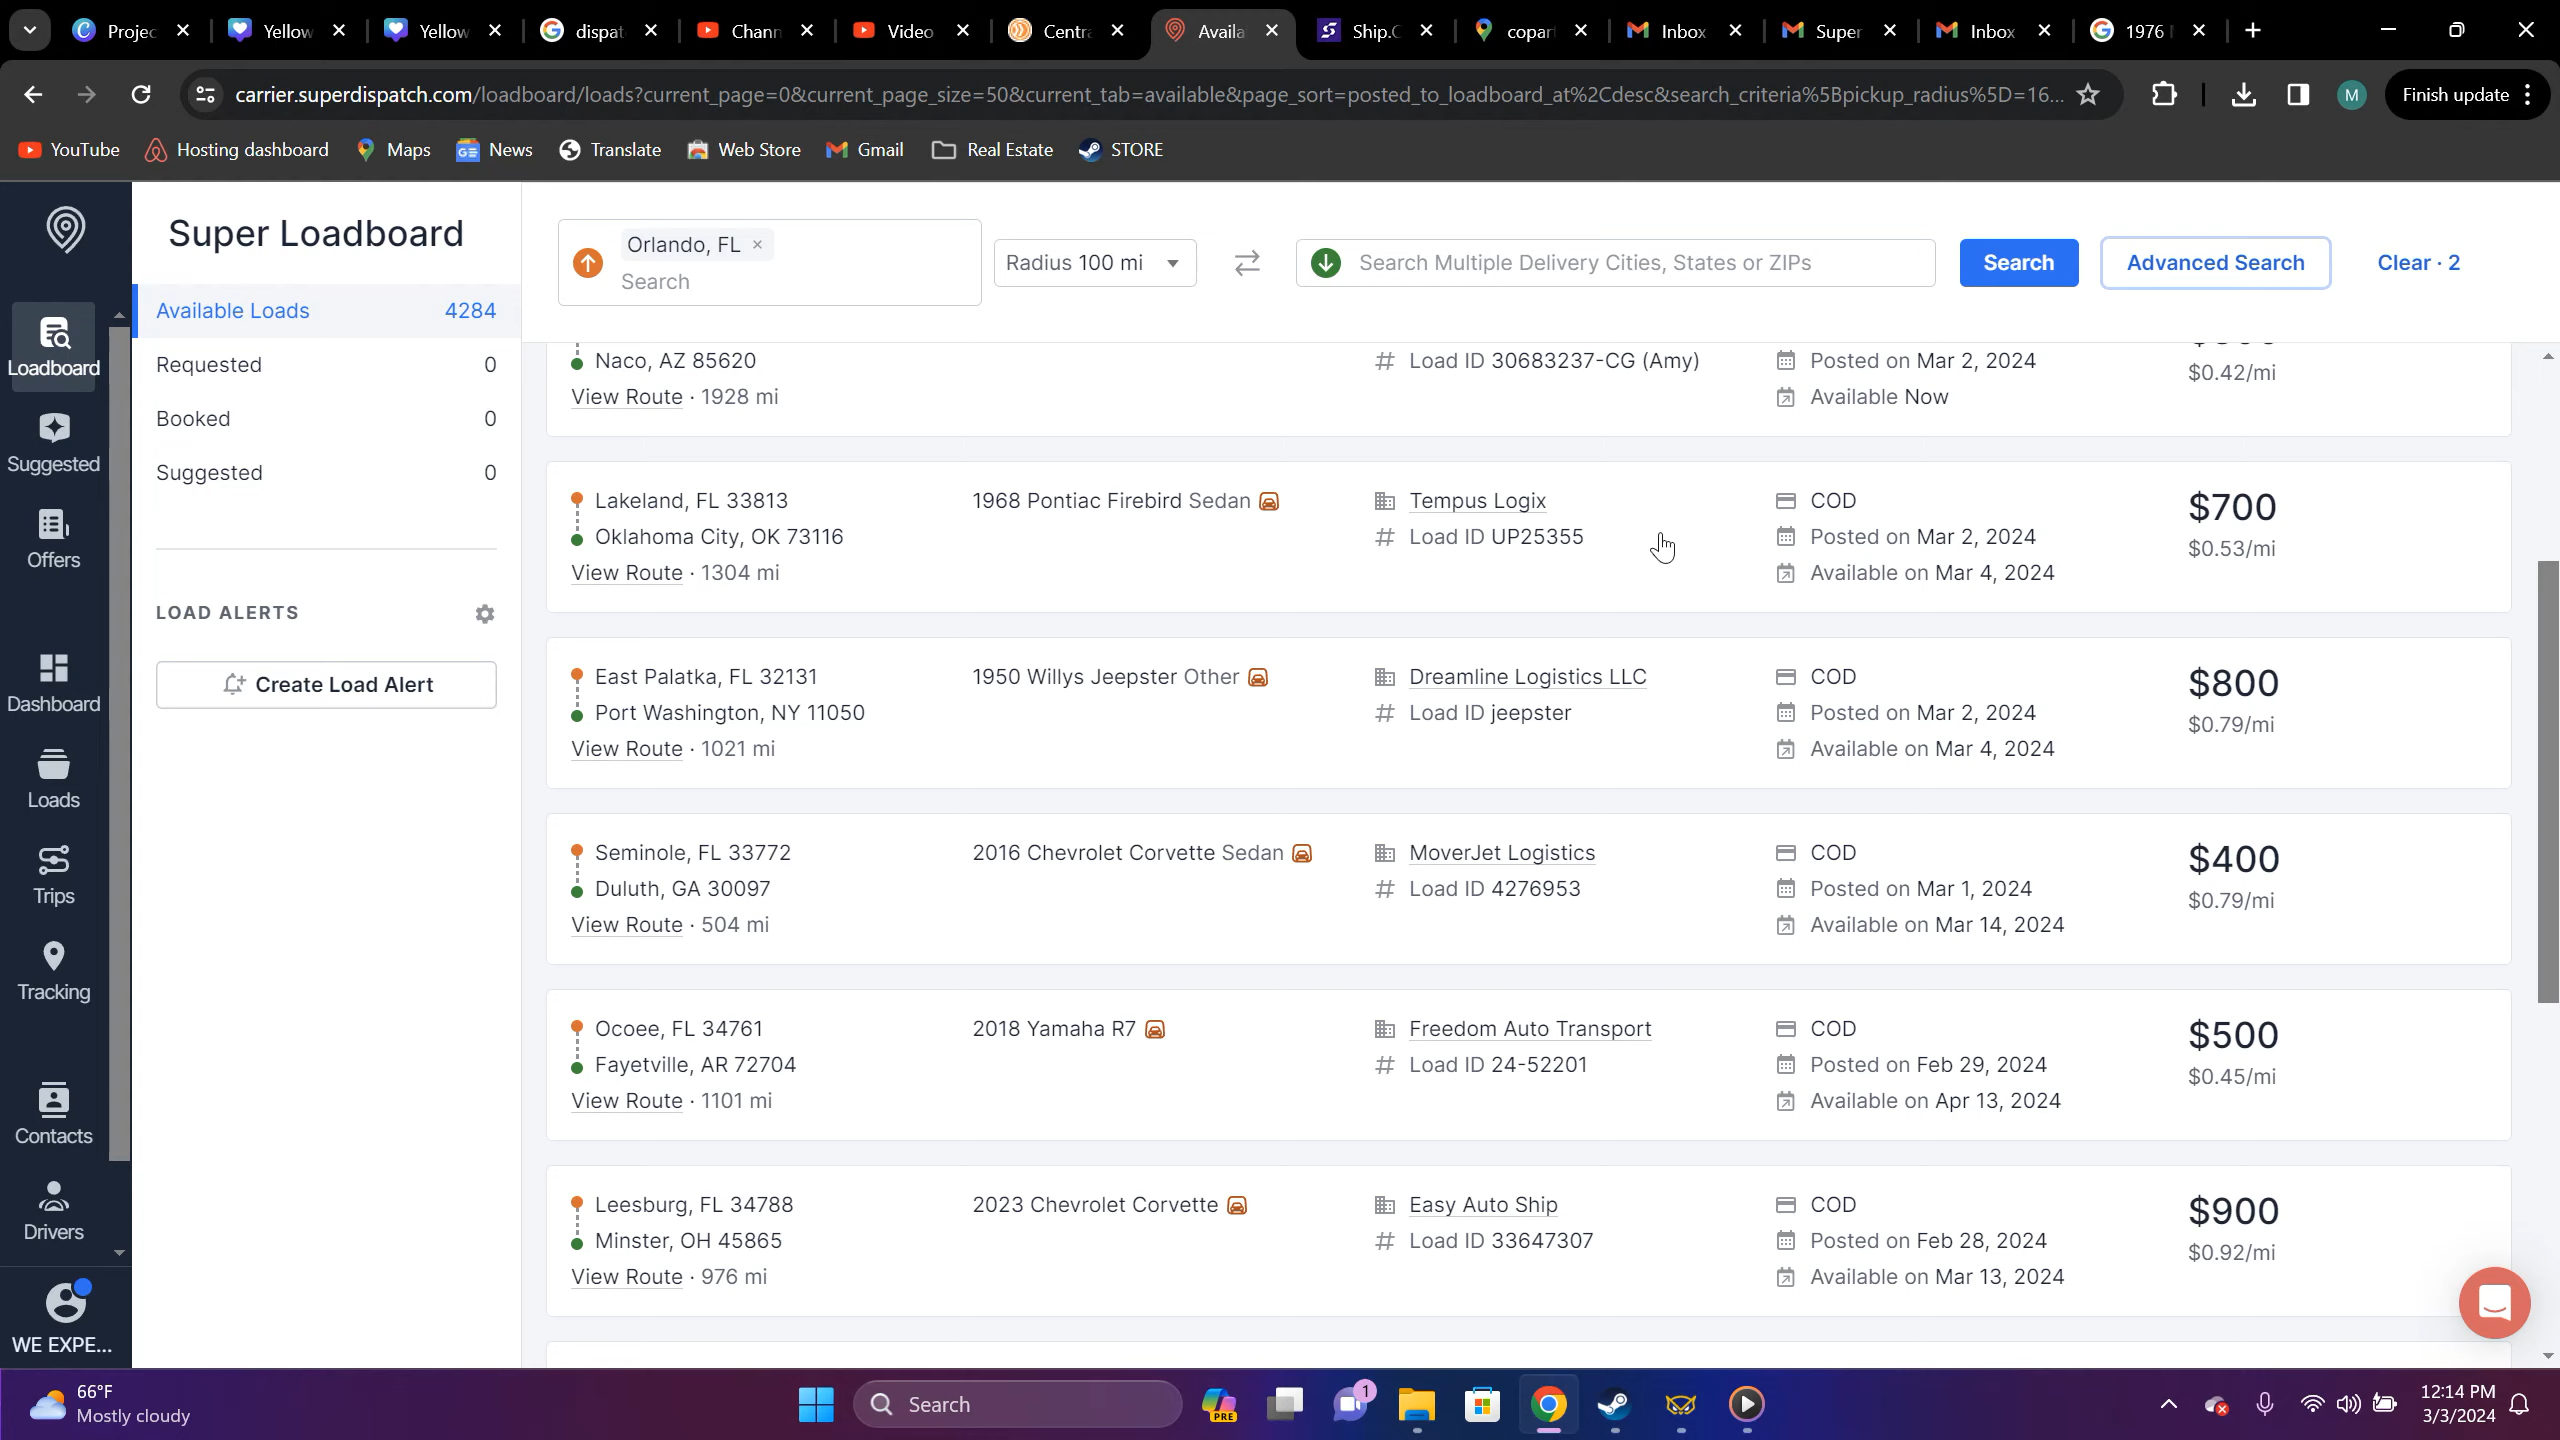 Projec
Yellow
Yellow
dispat
Chann
Video
Centra
Availa
Ship.C
copar
Inbox
Super
Inbox
1976
carrier.superdispatch.com/loadboard/loads?current_page=0&current_page_size=50&current_tab=available&page_sort=posted_to_loadboard_at%2Cdesc&search_criteria%5Bpickup_radius%5D=16...
M
Finish update
YouTube
Hosting dashboard
Maps
News
Translate
Web Store
Gmail
Real Estate
STORE
Loadboard
Suggested
Offers
Dashboard
Loads
Trips
Tracking
Contacts
Drivers
WE EXPE...
Super Loadboard
Available Loads 4284
Requested 0
Booked 0
Suggested 0
LOAD ALERTS
Create Load Alert
Orlando, FL ×
Search
Radius 100 mi
Search Multiple Delivery Cities, States or ZIPs
Search
Advanced Search
Clear · 2
Naco, AZ 85620 # Load ID 30683237-CG (Amy) Posted on Mar 2, 2024 $0.42/mi
View Route · 1928 mi Available Now
Lakeland, FL 33813 1968 Pontiac Firebird Sedan Tempus Logix COD $700
Oklahoma City, OK 73116 # Load ID UP25355 Posted on Mar 2, 2024 $0.53/mi
View Route · 1304 mi Available on Mar 4, 2024
East Palatka, FL 32131 1950 Willys Jeepster Other Dreamline Logistics LLC COD $800
Port Washington, NY 11050 # Load ID jeepster Posted on Mar 2, 2024 $0.79/mi
View Route · 1021 mi Available on Mar 4, 2024
Seminole, FL 33772 2016 Chevrolet Corvette Sedan MoverJet Logistics COD $400
Duluth, GA 30097 # Load ID 4276953 Posted on Mar 1, 2024 $0.79/mi
View Route · 504 mi Available on Mar 14, 2024
Ocoee, FL 34761 2018 Yamaha R7 Freedom Auto Transport COD $500
Fayetville, AR 72704 # Load ID 24-52201 Posted on Feb 29, 2024 $0.45/mi
View Route · 1101 mi Available on Apr 13, 2024
Leesburg, FL 34788 2023 Chevrolet Corvette Easy Auto Ship COD $900
Minster, OH 45865 # Load ID 33647307 Posted on Feb 28, 2024 $0.92/mi
View Route · 976 mi Available on Mar 13, 2024
66°F
Mostly cloudy
Search
PRE
1
12:14 PM
3/3/2024